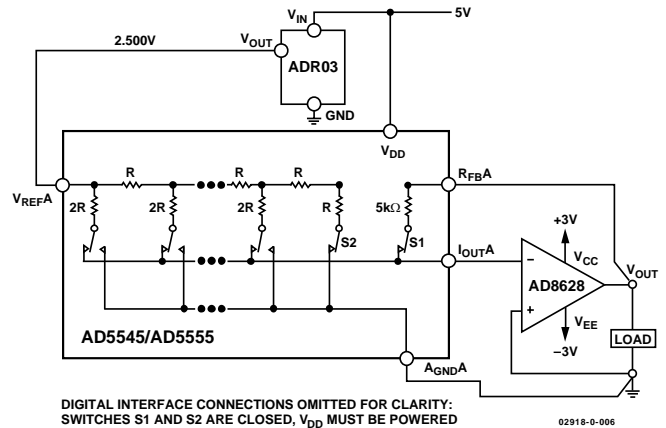 VIN
5V
VOUT
2.500V
ADR03
GND
VDD
R R R
RFBA
VREFA
2R 2R 2R R 5kΩ
S2 S1
+3V
IOUTA
VCC
VOUT
–
AD8628
+
VEE
LOAD
–3V
AD5545/AD5555
AGNDA
DIGITAL INTERFACE CONNECTIONS OMITTED FOR CLARITY:
SWITCHES S1 AND S2 ARE CLOSED, VDD MUST BE POWERED
02918-0-006